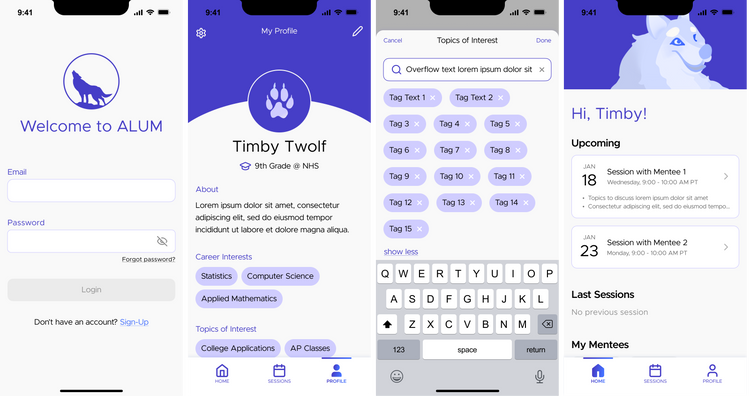 9:41
Welcome to ALUM
Email
Password
Forgot password?
Login
Don't have an account? Sign-Up
9:41
My Profile
Timby Twolf
9th Grade @ NHS
About
Lorem ipsum dolor sit amet, consectetur
adipiscing elit, sed do eiusmod tempor
incididunt ut labore et dolore magna aliqua.
Career Interests
Statistics Computer Science
Applied Mathematics
Topics of Interest
College Applications AP Classes
HOME SESSIONS PROFILE
9:41
Cancel Topics of Interest Done
Overflow text lorem ipsum dolor sit
Tag Text 1 Tag Text 2
Tag 3 Tag 4 Tag 5
Tag 6 Tag 7 Tag 8
Tag 9 Tag 10 Tag 11
Tag 12 Tag 13 Tag 14
Tag 15
show less
Q W E R T Y U I O P
A S D F G H J K L
Z X C V B N M
123 space return
9:41
Hi, Timby!
Upcoming
JAN
18
Session with Mentee 1
Wednesday, 9:00 - 10:00 AM PT
• Topics to discuss lorem ipsum dolor sit amet
• Consectetur adipiscing elit, sed do eiusmod tempo...
JAN
23
Session with Mentee 2
Monday, 9:00 - 10:00 AM PT
Last Sessions
No previous session
My Mentees
HOME SESSIONS PROFILE